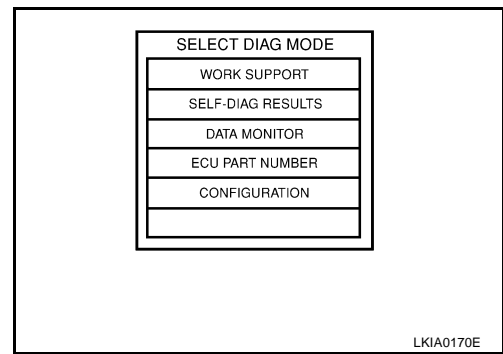 SELECT DIAG MODE
WORK SUPPORT
SELF-DIAG RESULTS
DATA MONITOR
ECU PART NUMBER
CONFIGURATION
LKIA0170E